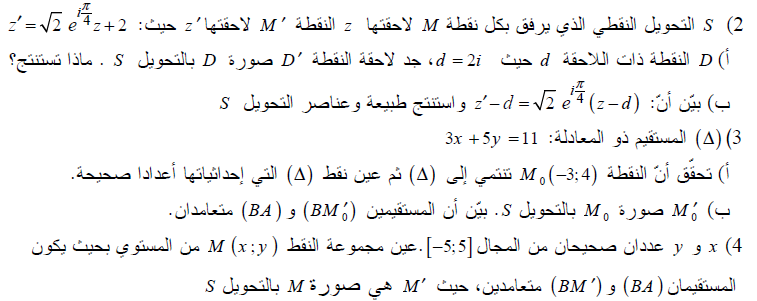 2) S التحويل النقطي الذي يرفق بكل نقطة M لاحقتها z النقطة M′ لاحقتها z′ حيث: z′ = √2 e^{iπ/4} z + 2
أ) D النقطة ذات اللاحقة d حيث d = 2i، جد لاحقة النقطة D′ صورة D بالتحويل S . ماذا تستنتج؟
ب) بيّن أنّ: z′ − d = √2 e^{iπ/4} (z − d) واستنتج طبيعة وعناصر التحويل S
3) (Δ) المستقيم ذو المعادلة: 3x + 5y = 11
أ) تحقّق أنّ النقطة M₀(−3;4) تنتمي إلى (Δ) ثم عين نقط (Δ) التي إحداثياتها أعدادا صحيحة.
ب) M₀′ صورة M₀ بالتحويل S. بيّن أن المستقيمين (BM₀′) و (BA) متعامدان.
4) x و y عددان صحيحان من المجال [−5;5]. عين مجموعة النقط M(x;y) من المستوي بحيث يكون
المستقيمان (BA) و (BM′) متعامدين، حيث M′ هي صورة M بالتحويل S